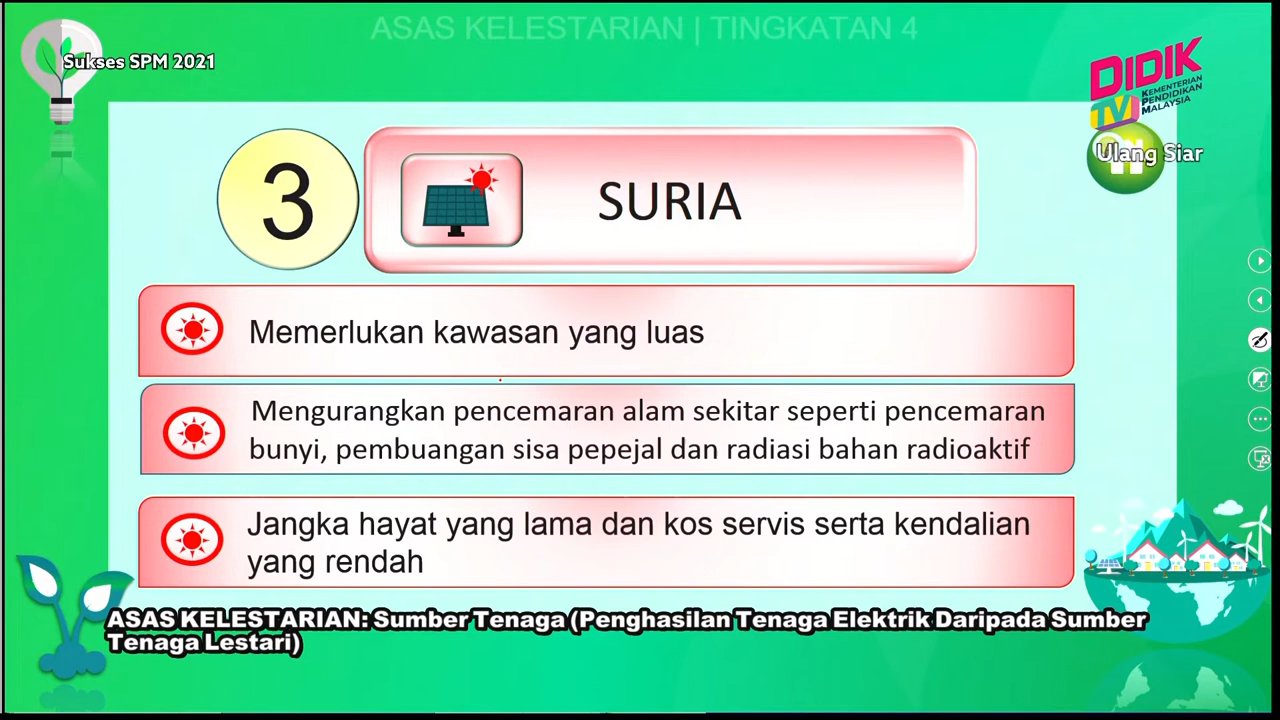 ASAS KELESTARIAN | TINGKATAN 4
Sukses SPM 2021
DIDIK
TV
KEMENTERIAN
PENDIDIKAN
MALAYSIA
Ulang Siar
3
SURIA
Memerlukan kawasan yang luas
Mengurangkan pencemaran alam sekitar seperti pencemaran
bunyi, pembuangan sisa pepejal dan radiasi bahan radioaktif
Jangka hayat yang lama dan kos servis serta kendalian
yang rendah
ASAS KELESTARIAN: Sumber Tenaga (Penghasilan Tenaga Elektrik Daripada Sumber
Tenaga Lestari)